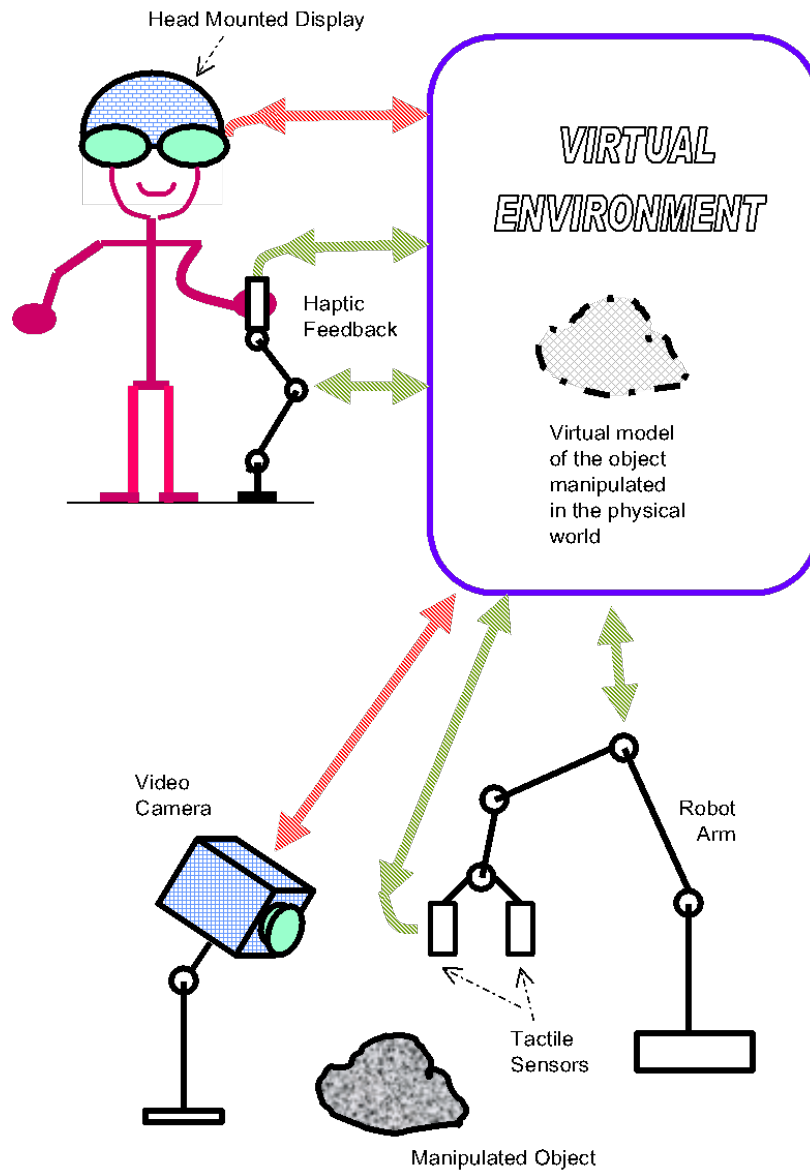 Head Mounted Display
VIRTUAL
ENVIRONMENT
Haptic
Feedback
Virtual model
of the object
manipulated
in the physical
world
Video
Camera
Robot
Arm
Tactile
Sensors
Manipulated Object